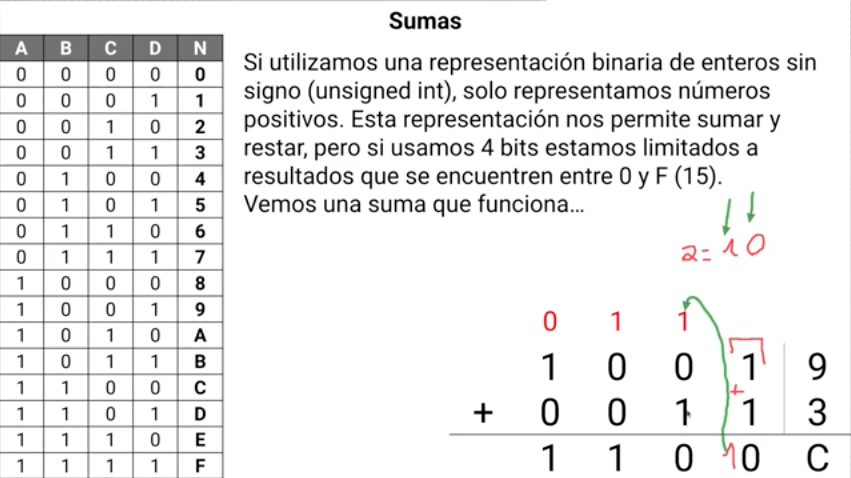 Sumas
A B C D N
0 0 0 0 0
0 0 0 1 1
0 0 1 0 2
0 0 1 1 3
0 1 0 0 4
0 1 0 1 5
0 1 1 0 6
0 1 1 1 7
1 0 0 0 8
1 0 0 1 9
1 0 1 0 A
1 0 1 1 B
1 1 0 0 C
1 1 0 1 D
1 1 1 0 E
1 1 1 1 F
Si utilizamos una representación binaria de enteros sin
signo (unsigned int), solo representamos números
positivos. Esta representación nos permite sumar y
restar, pero si usamos 4 bits estamos limitados a
resultados que se encuentren entre 0 y F (15).
Vemos una suma que funciona...
2= 10
0 1 1
1 0 0 1 9
+
+ 0 0 1 1 3
1 1 0 10 C